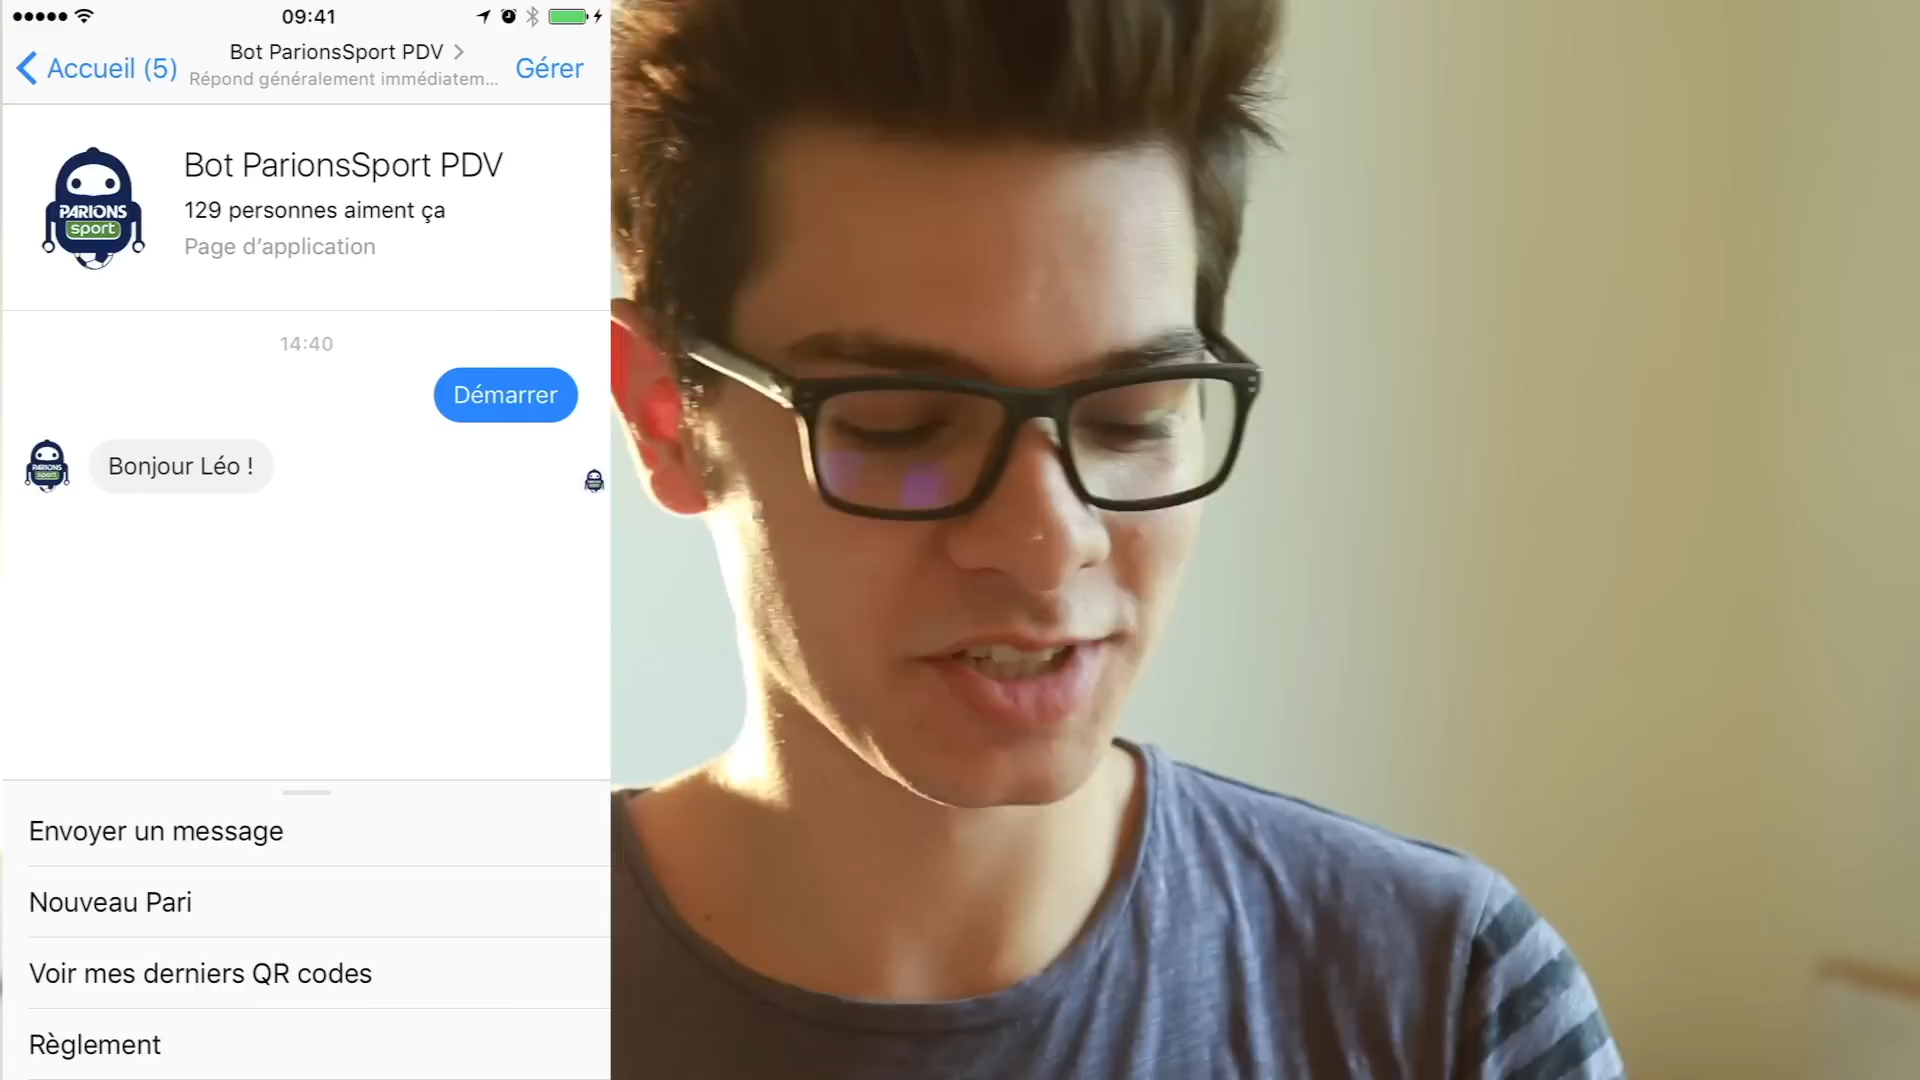 09:41
Accueil (5)
Bot ParionsSport PDV
Répond généralement immédiatem...
Gérer
PARIONS
sport
Bot ParionsSport PDV
129 personnes aiment ça
Page d’application
14:40
Démarrer
PARIONS
sport
Bonjour Léo !
Envoyer un message
Nouveau Pari
Voir mes derniers QR codes
Règlement